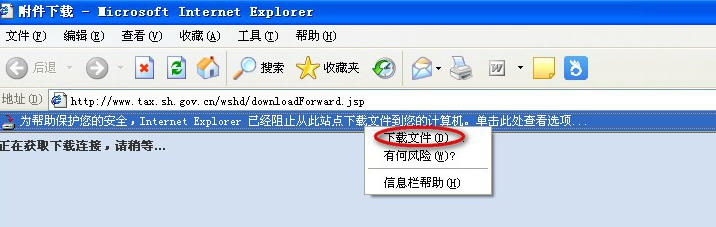 附件下载 - Microsoft Internet Explorer
文件(F) 编辑(E) 查看(V) 收藏(A) 工具(T) 帮助(H)
后退 搜索 收藏夹 W
地址(D) http://www.tax.sh.gov.cn/wshd/downloadForward.jsp
为帮助保护您的安全，Internet Explorer 已经阻止从此站点下载文件到您的计算机。单击此处查看选项...
正在获取下载连接，请稍等...
下载文件(D)...
有何风险(W)?
信息栏帮助(H)